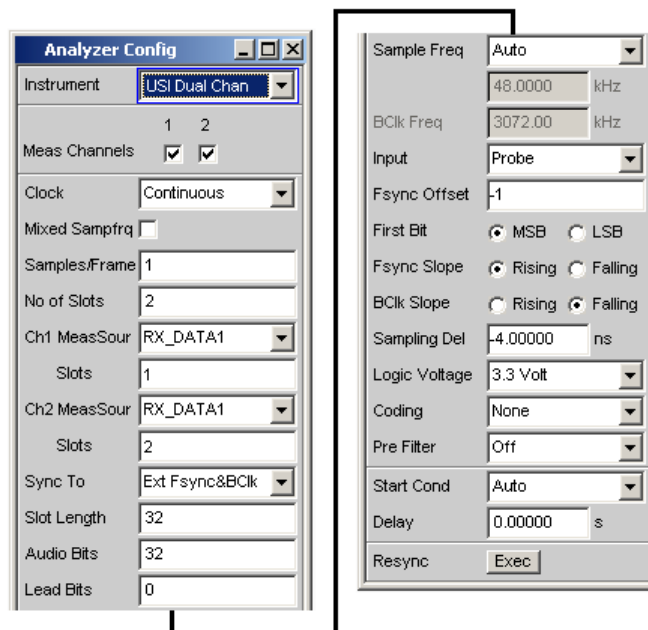 Analyzer Config
Instrument USI Dual Chan
1 2
Meas Channels
Clock Continuous
Mixed Sampfrq
Samples/Frame 1
No of Slots 2
Ch1 MeasSour RX_DATA1
Slots 1
Ch2 MeasSour RX_DATA1
Slots 2
Sync To Ext Fsync&BClk
Slot Length 32
Audio Bits 32
Lead Bits 0
Sample Freq Auto
48.0000 kHz
BClk Freq 3072.00 kHz
Input Probe
Fsync Offset -1
First Bit MSB LSB
Fsync Slope Rising Falling
BClk Slope Rising Falling
Sampling Del -4.00000 ns
Logic Voltage 3.3 Volt
Coding None
Pre Filter Off
Start Cond Auto
Delay 0.00000 s
Resync Exec